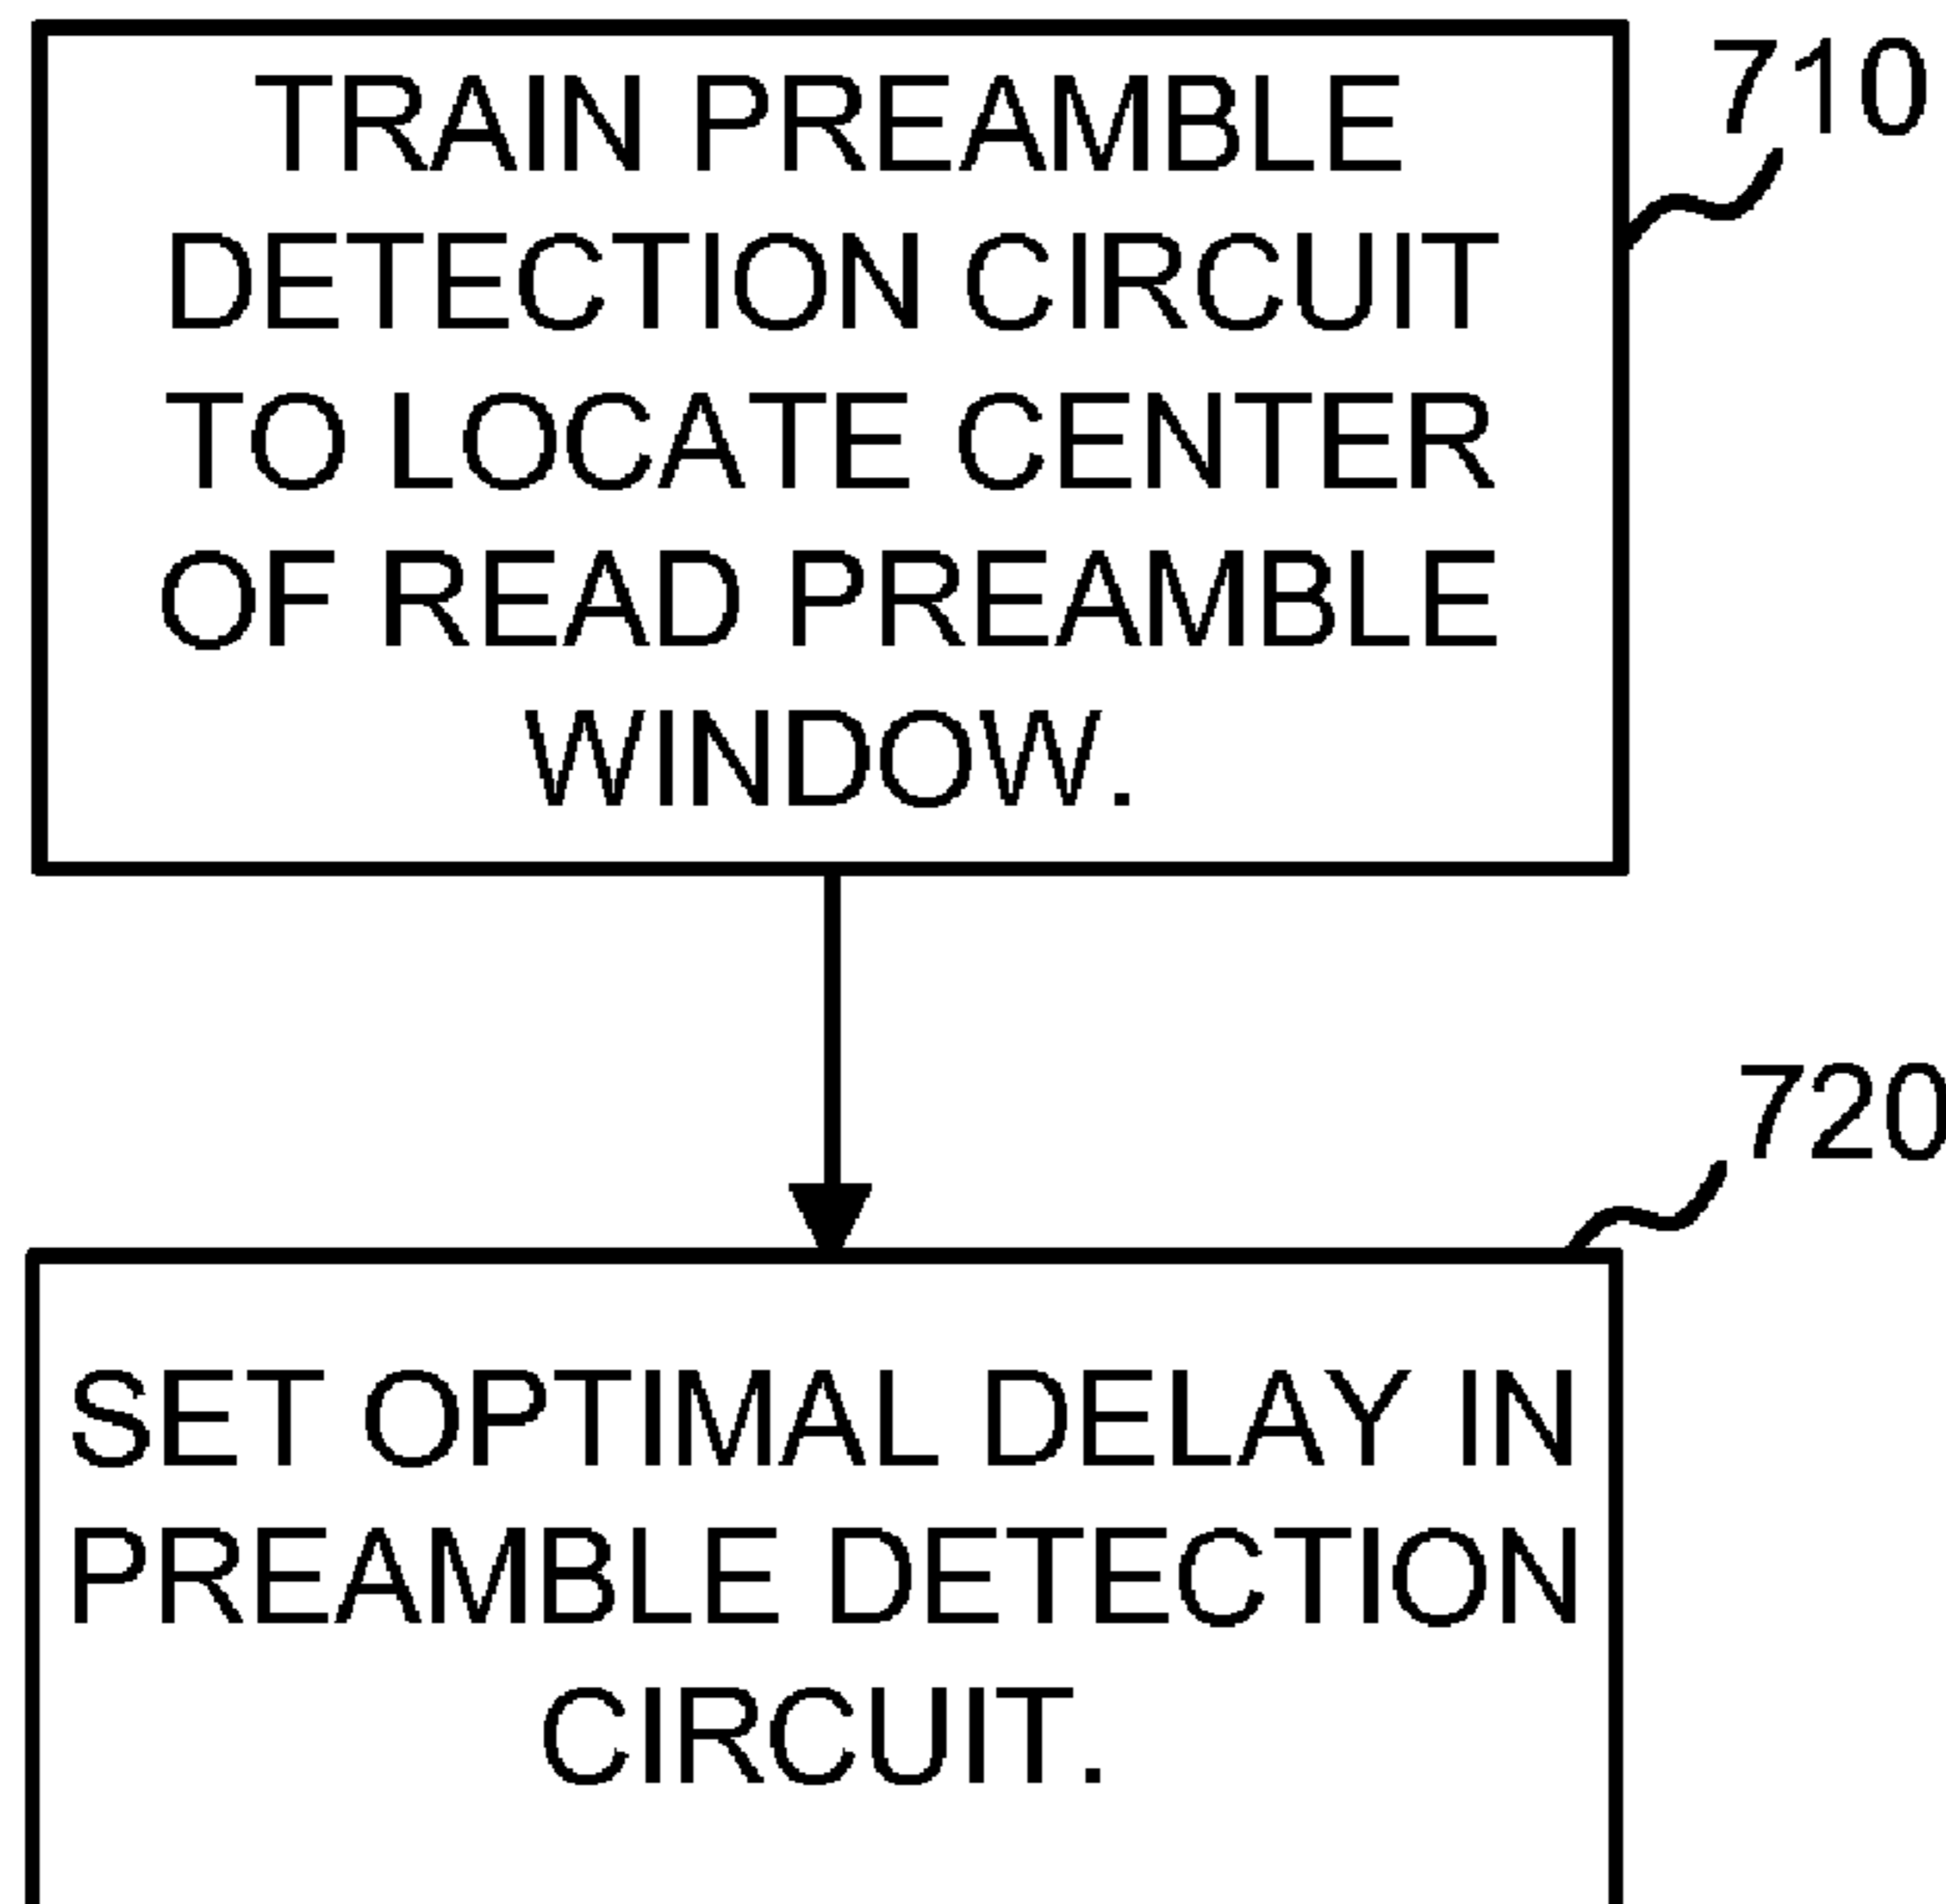 TRAIN PREAMBLE
DETECTION CIRCUIT
TO LOCATE CENTER
OF READ PREAMBLE
WINDOW.
710
720
SET OPTIMAL DELAY IN
PREAMBLE DETECTION
CIRCUIT.